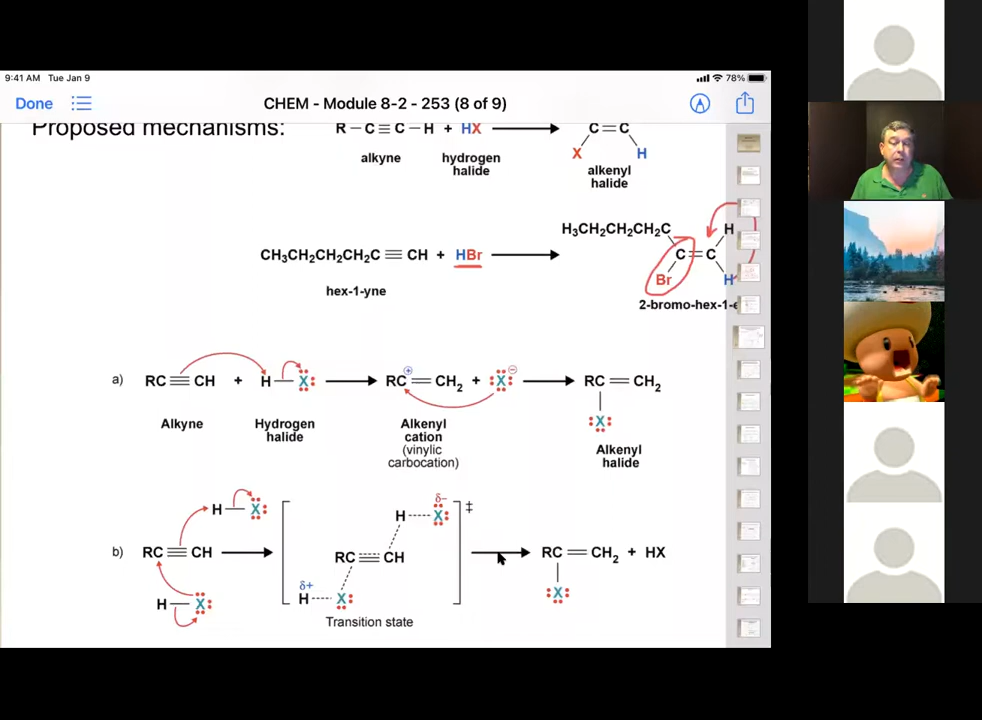 9:41 AM Tue Jan 9
78%
Done
CHEM - Module 8-2 - 253 (8 of 9)
Proposed mechanisms:
R－C≡C－H + HX
C=C
X
H
alkyne
hydrogen
halide
alkenyl
halide
H₃CH₂CH₂CH₂C
H
CH₃CH₂CH₂CH₂C≡CH + HBr
C=C
Br
H
hex-1-yne
2-bromo-hex-1-
a)
RC≡CH + H－X:
RC⊕=CH₂ + :X:⊖
RC=CH₂
:X:
Alkyne
Hydrogen
halide
Alkenyl
cation
(vinylic
carbocation)
Alkenyl
halide
H－X:
δ-
H----X:
‡
b)
RC≡CH
RC≡CH
RC=CH₂ + HX
δ+
H－X:
H----X:
:X:
Transition state